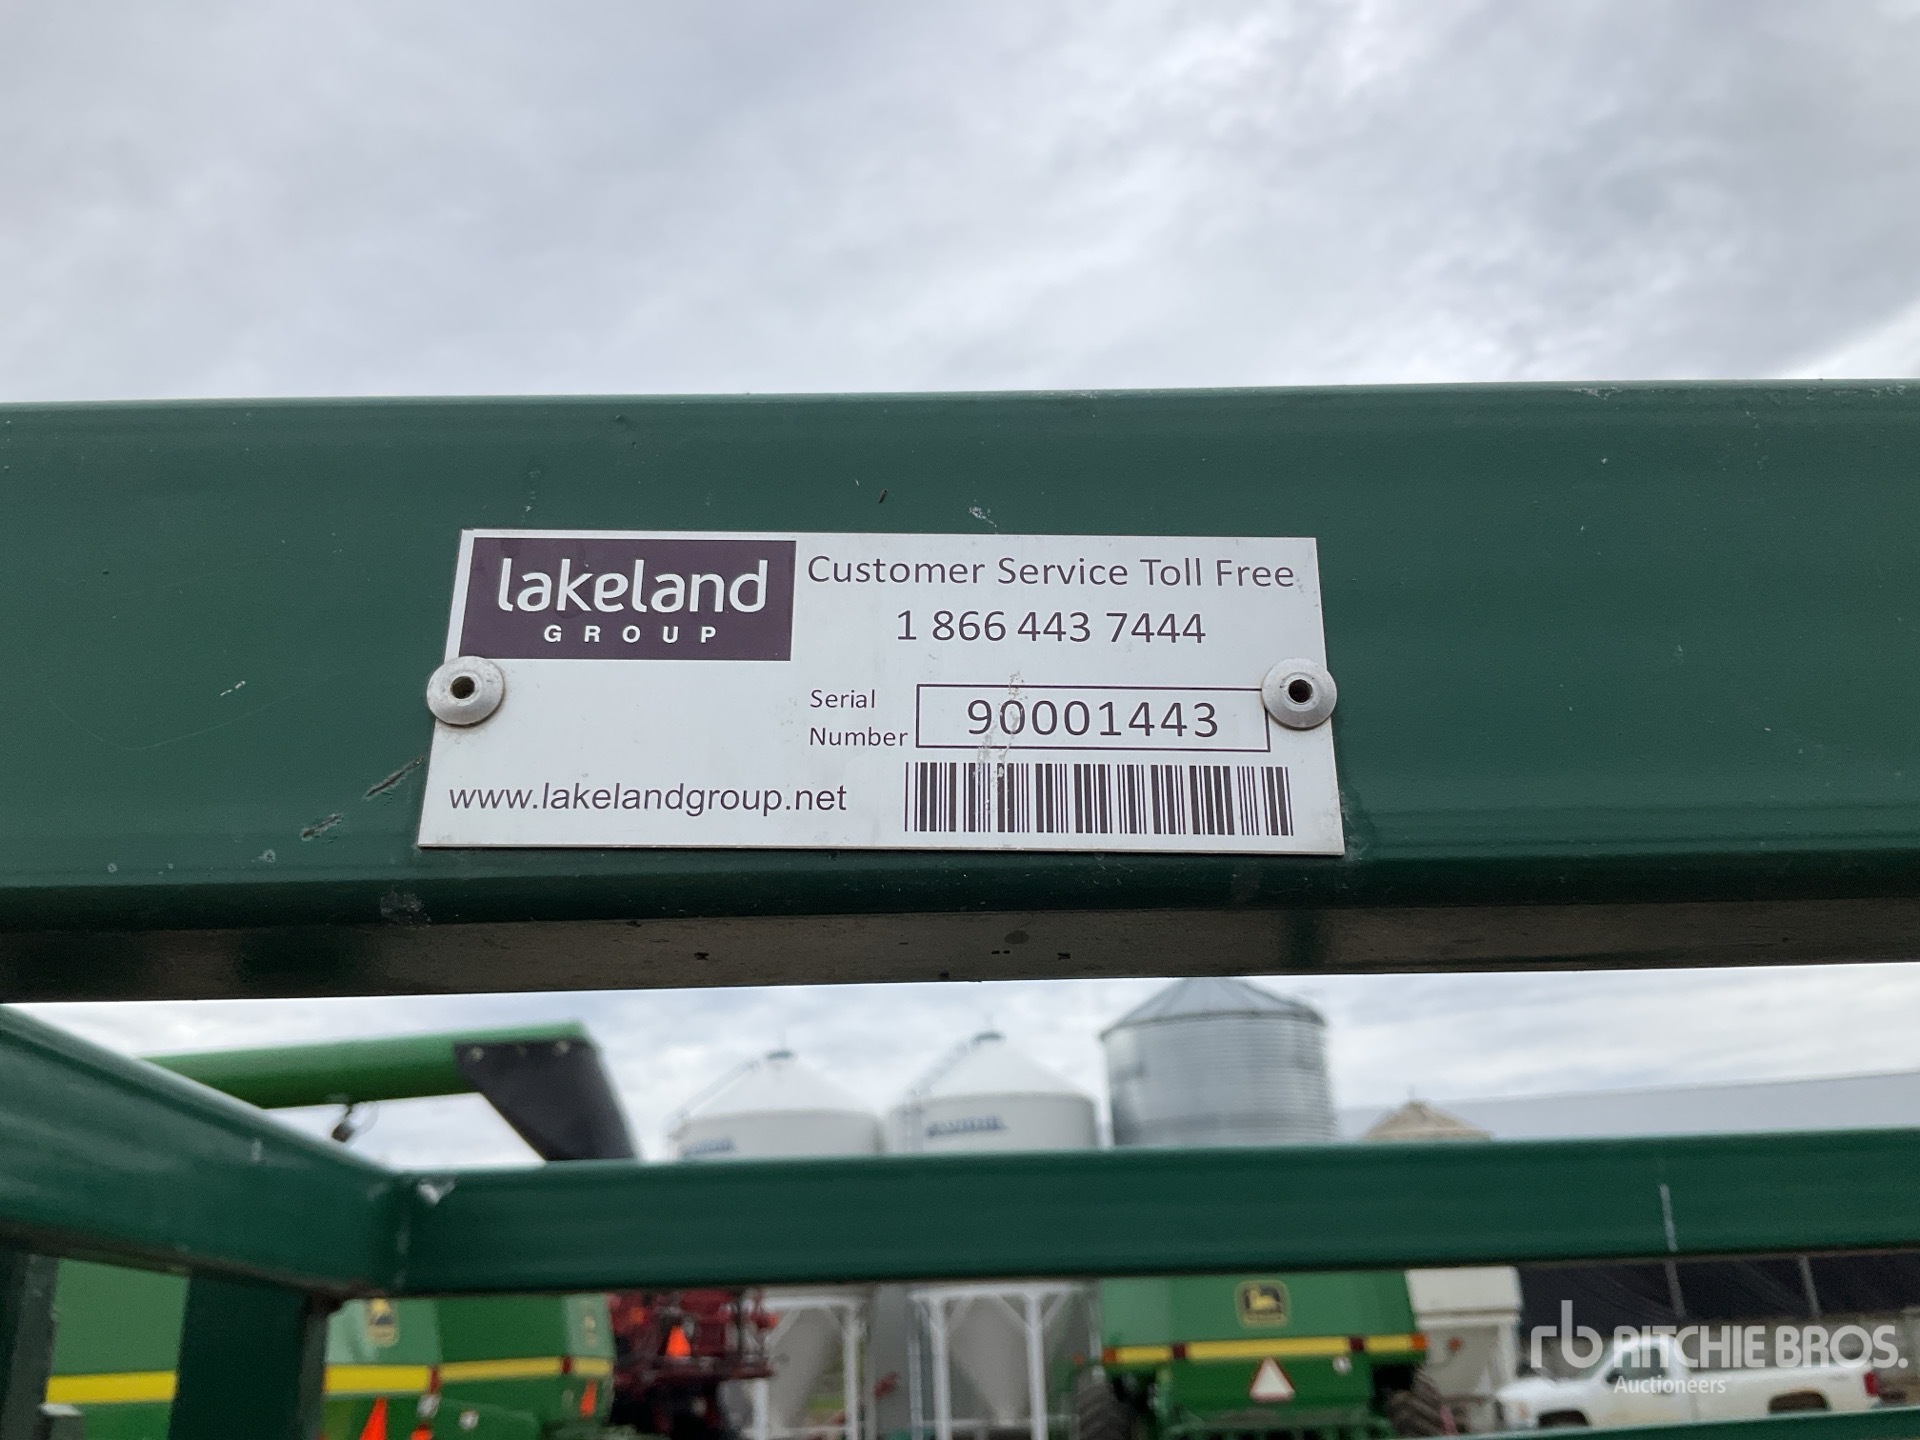 lakeland
GROUP
Customer Service Toll Free
1 866 443 7444
Serial
Number
90001443
www.lakelandgroup.net
rb RITCHIE BROS.
Auctioneers